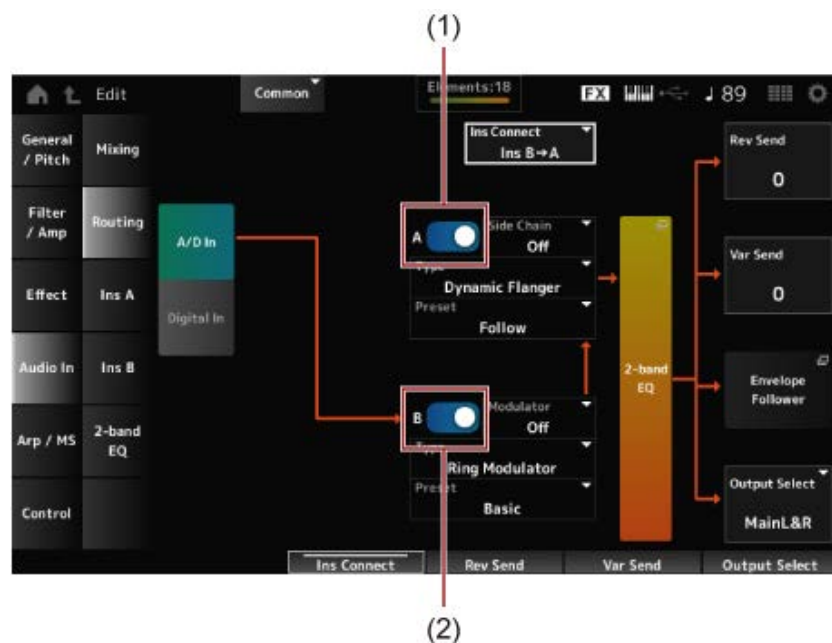 (1)
Edit
Common
Elements:18
FX
♩ 89
General
/ Pitch
Mixing
Filter
/ Amp
Routing
Effect
Ins A
Audio In
Ins B
Arp / MS
2-band
EQ
Control
A/D In
Digital In
Ins Connect
Ins B→A
A
Side Chain
Off
Type
Dynamic Flanger
Preset
Follow
B
Modulator
Off
Type
Ring Modulator
Preset
Basic
2-band
EQ
Rev Send
0
Var Send
0
Envelope
Follower
Output Select
MainL&R
Ins Connect
Rev Send
Var Send
Output Select
(2)